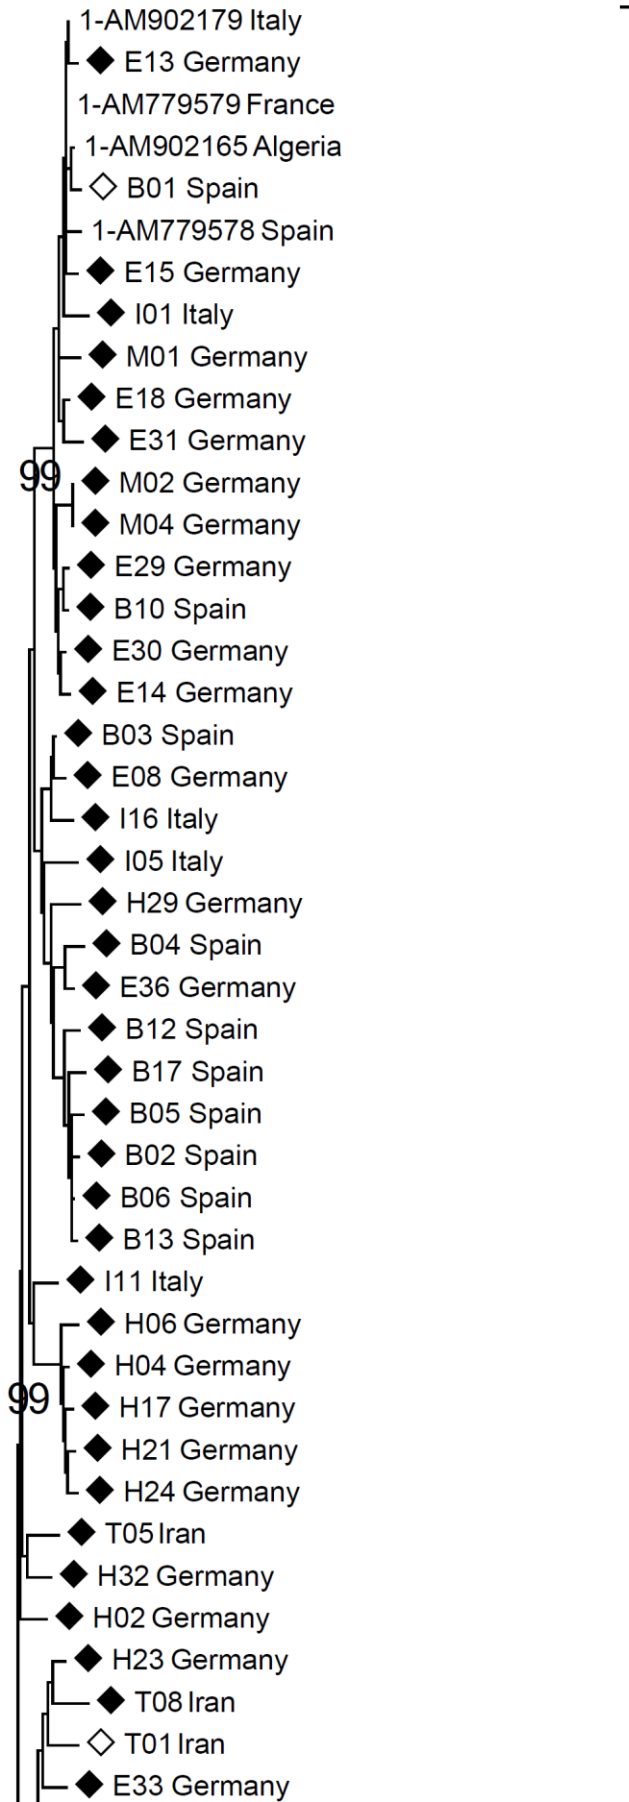 1-AM902179 Italy
E13 Germany
1-AM779579 France
1-AM902165 Algeria
B01 Spain
1-AM779578 Spain
E15 Germany
I01 Italy
M01 Germany
E18 Germany
E31 Germany
99
M02 Germany
M04 Germany
E29 Germany
B10 Spain
E30 Germany
E14 Germany
B03 Spain
E08 Germany
I16 Italy
I05 Italy
H29 Germany
B04 Spain
E36 Germany
B12 Spain
B17 Spain
B05 Spain
B02 Spain
B06 Spain
B13 Spain
I11 Italy
H06 Germany
H04 Germany
99
H17 Germany
H21 Germany
H24 Germany
T05 Iran
H32 Germany
H02 Germany
H23 Germany
T08 Iran
T01 Iran
E33 Germany